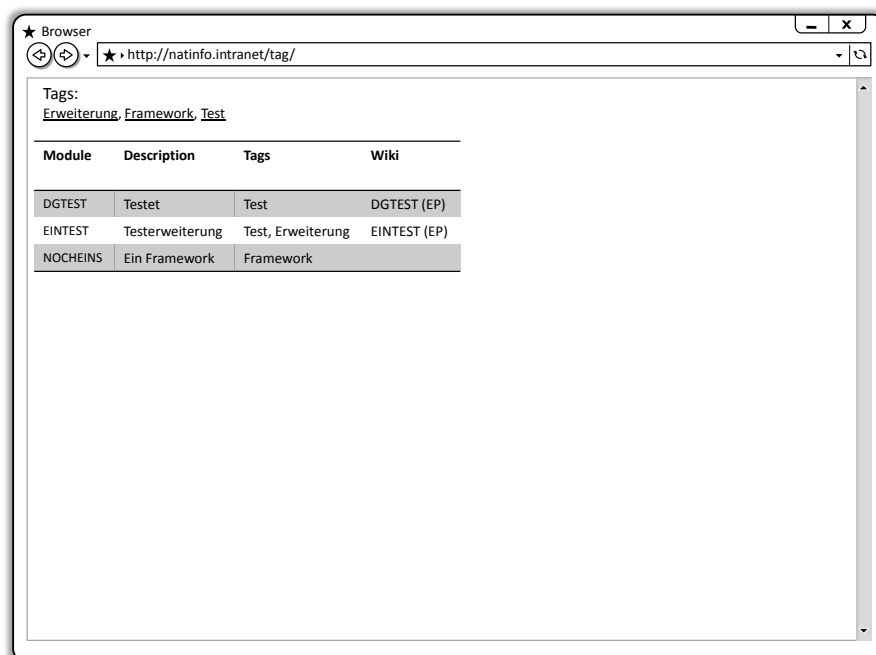 Browser
http://natinfo.intranet/tag/
Tags:
Erweiterung, Framework, Test
Module Description Tags Wiki
DGTEST Testet Test DGTEST (EP)
EINTEST Testerweiterung Test, Erweiterung EINTEST (EP)
NOCHEINS Ein Framework Framework